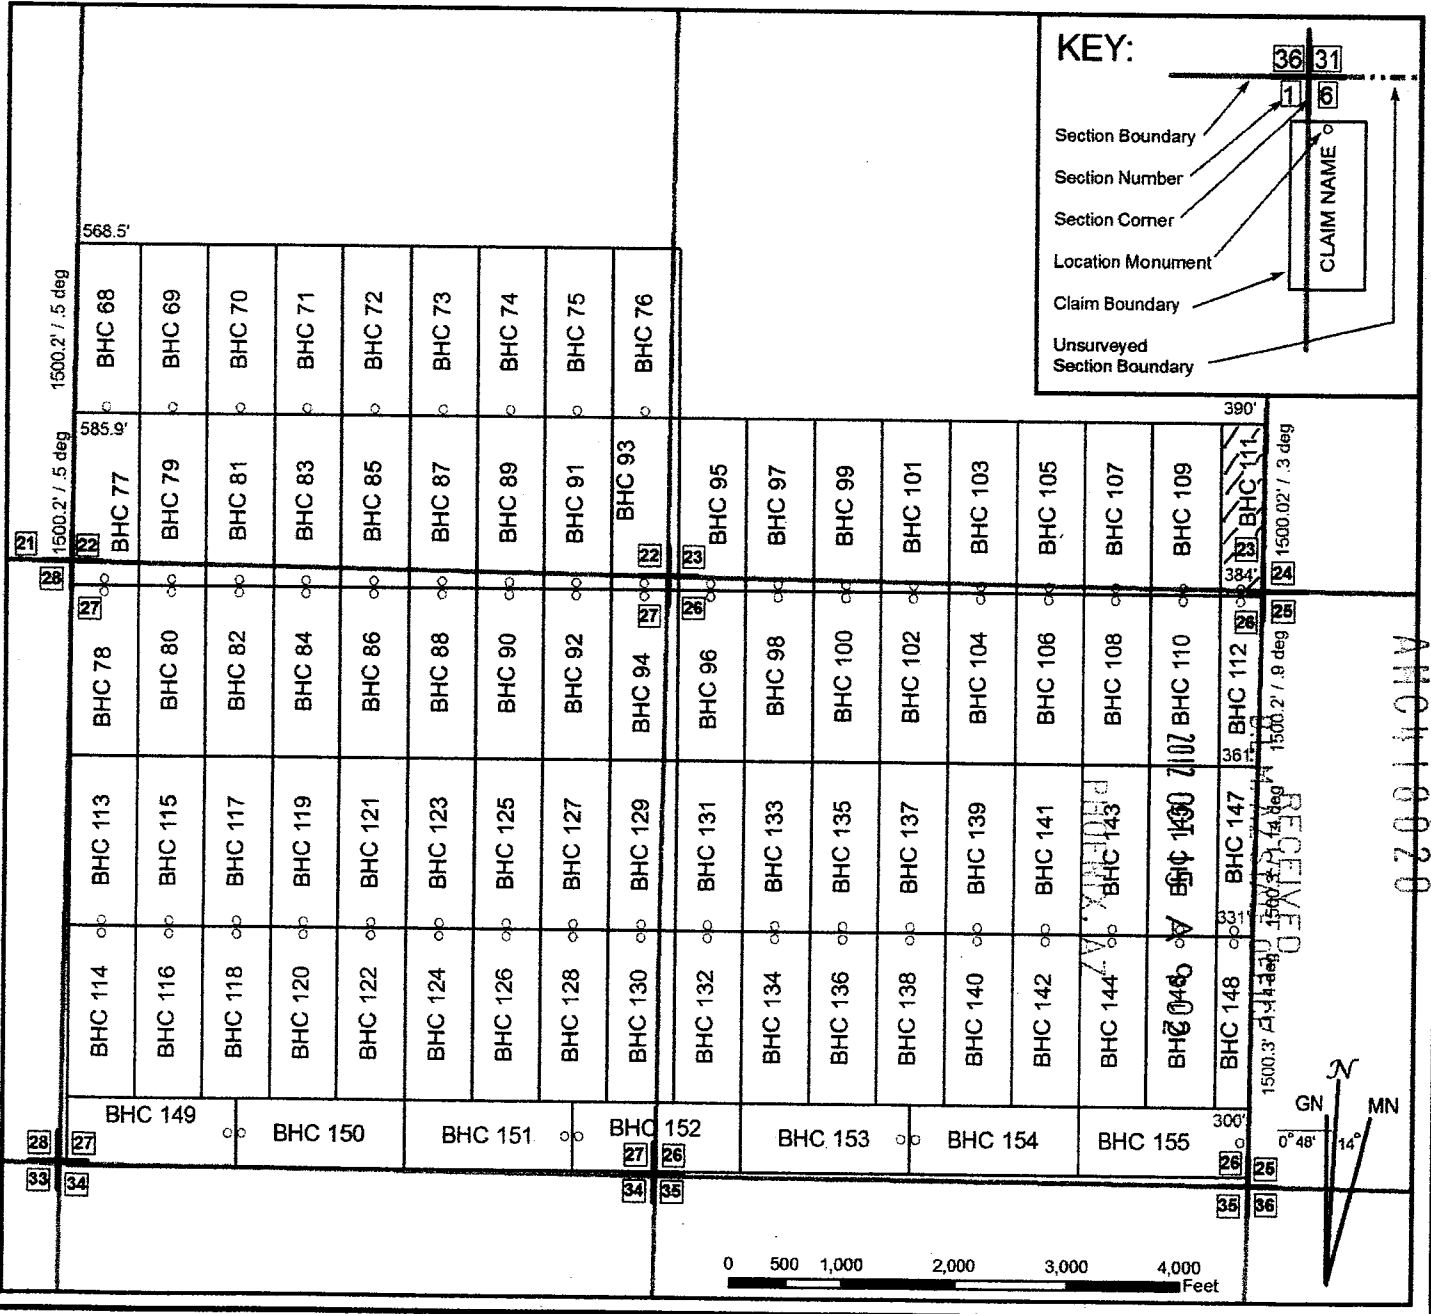 KEY:
36 31
1 6
Section Boundary
Section Number
Section Corner
Location Monument
Claim Boundary
Unsurveyed
Section Boundary
CLAIM NAME
568.5'
1500.2' / .5 deg
BHC 68
BHC 69
BHC 70
BHC 71
BHC 72
BHC 73
BHC 74
BHC 75
BHC 76
585.9'
390'
1500.2' / .5 deg
BHC 77
BHC 79
BHC 81
BHC 83
BHC 85
BHC 87
BHC 89
BHC 91
BHC 93
BHC 95
BHC 97
BHC 99
BHC 101
BHC 103
BHC 105
BHC 107
BHC 109
BHC 111
1500.02' / .3 deg
21 22
22 23
23 24
384'
28 27
27 26
26 25
BHC 78
BHC 80
BHC 82
BHC 84
BHC 86
BHC 88
BHC 90
BHC 92
BHC 94
BHC 96
BHC 98
BHC 100
BHC 102
BHC 104
BHC 106
BHC 108
BHC 110
BHC 112
1500.2' / .9 deg
361'
BHC 113
BHC 115
BHC 117
BHC 119
BHC 121
BHC 123
BHC 125
BHC 127
BHC 129
BHC 131
BHC 133
BHC 135
BHC 137
BHC 139
BHC 141
BHC 143
BHC 145
BHC 147
331'
BHC 114
BHC 116
BHC 118
BHC 120
BHC 122
BHC 124
BHC 126
BHC 128
BHC 130
BHC 132
BHC 134
BHC 136
BHC 138
BHC 140
BHC 142
BHC 144
BHC 146
BHC 148
RECEIVED
PHOENIX, AZ
BHC 149
BHC 150
BHC 151
BHC 152
BHC 153
BHC 154
BHC 155
300'
28 27
27 26
26 25
33 34
34 35
35 36
N
GN MN
0°48' 14°
0 500 1,000 2,000 3,000 4,000
Feet